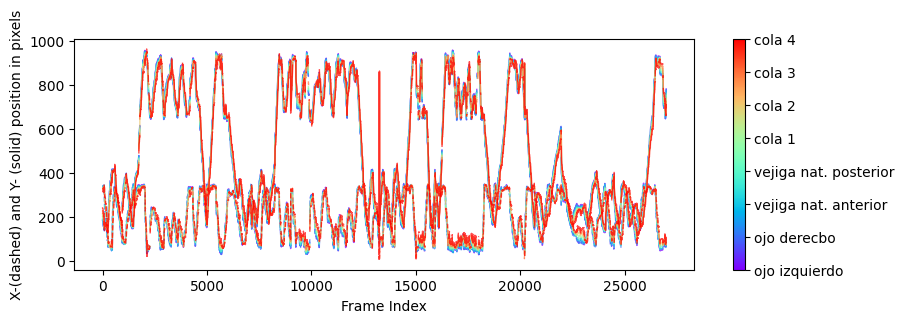 X-(dashed) and Y- (solid) position in pixels
1000
800
600
400
200
0
0 5000 10000 15000 20000 25000
Frame Index
cola 4
cola 3
cola 2
cola 1
vejiga nat. posterior
vejiga nat. anterior
ojo derecbo
ojo izquierdo